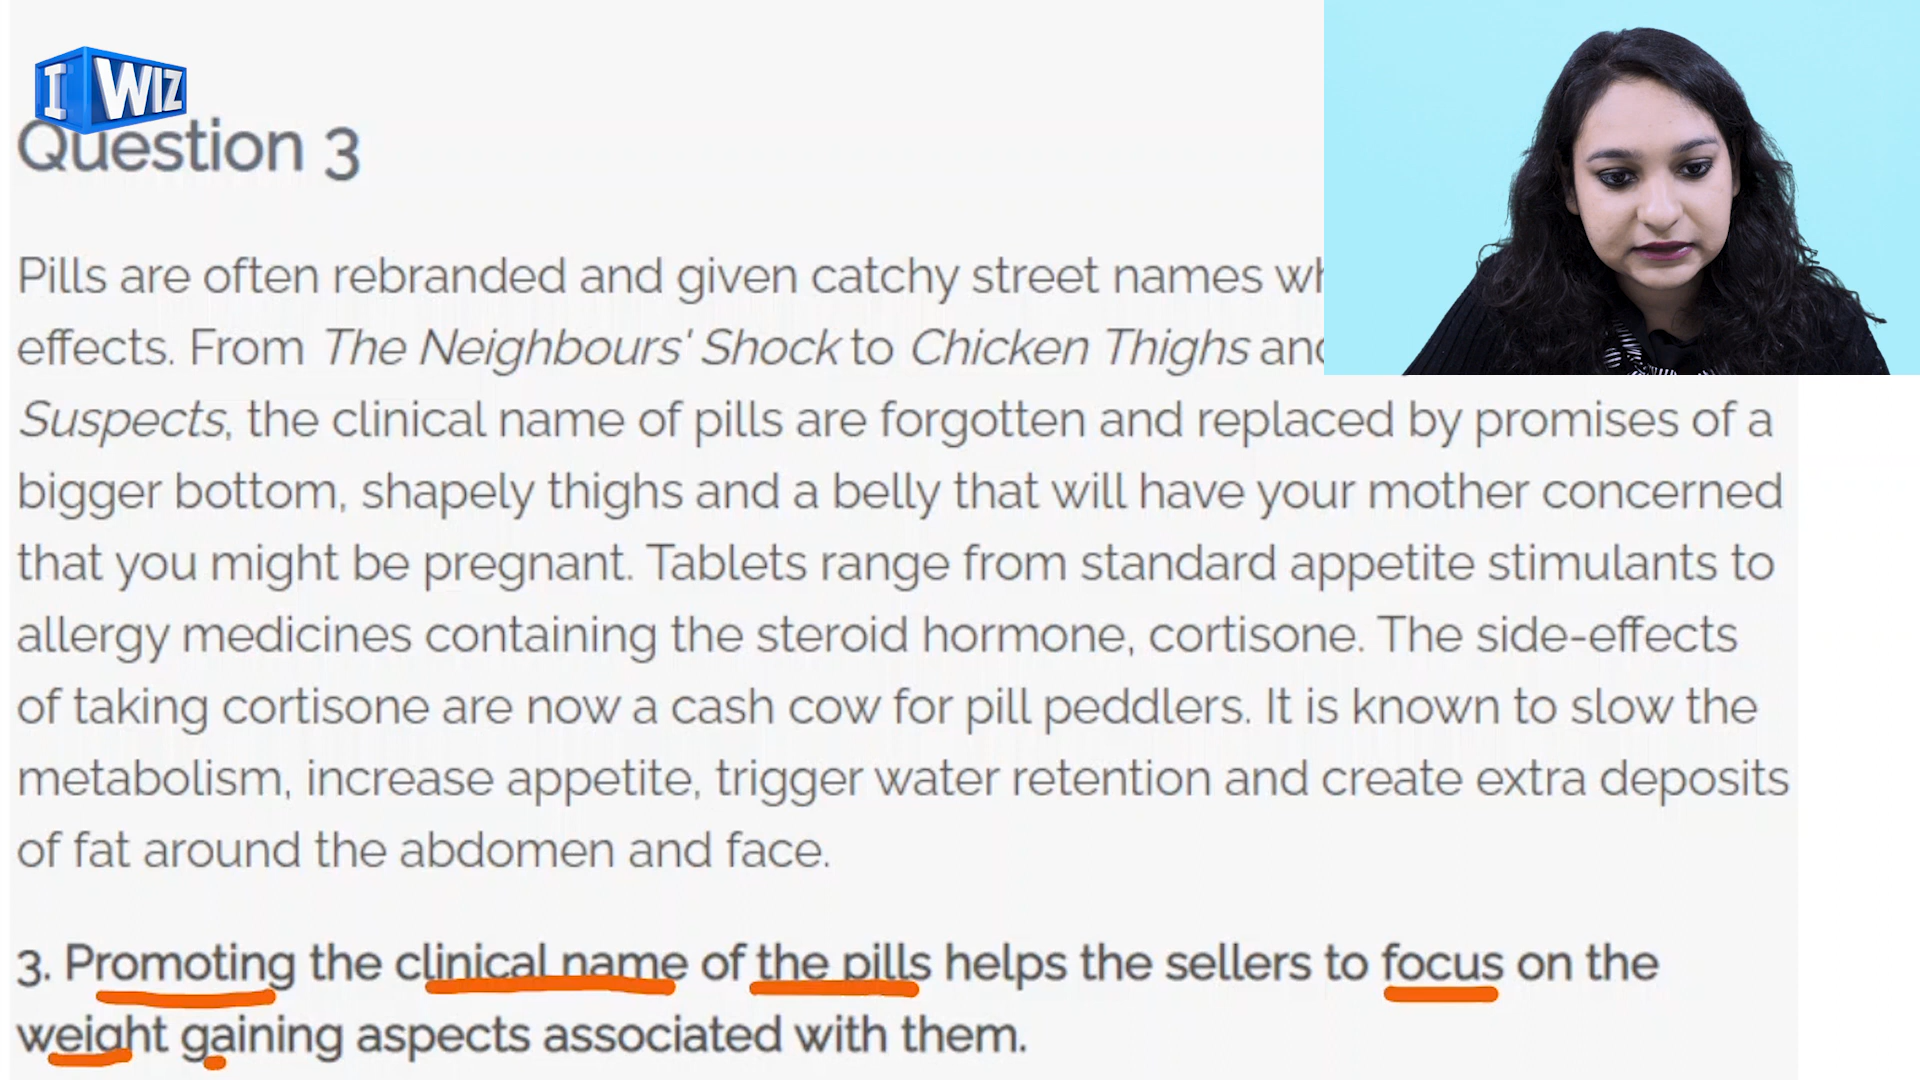 I WIZ
Question 3
Pills are often rebranded and given catchy street names
effects. From The Neighbours' Shock to Chicken Thighs
Suspects, the clinical name of pills are forgotten and replaced by promises of a
bigger bottom, shapely thighs and a belly that will have your mother concerned
that you might be pregnant. Tablets range from standard appetite stimulants to
allergy medicines containing the steroid hormone, cortisone. The side-effects
of taking cortisone are now a cash cow for pill peddlers. It is known to slow the
metabolism, increase appetite, trigger water retention and create extra deposits
of fat around the abdomen and face.
3. Promoting the clinical name of the pills helps the sellers to focus on the
weight gaining aspects associated with them.